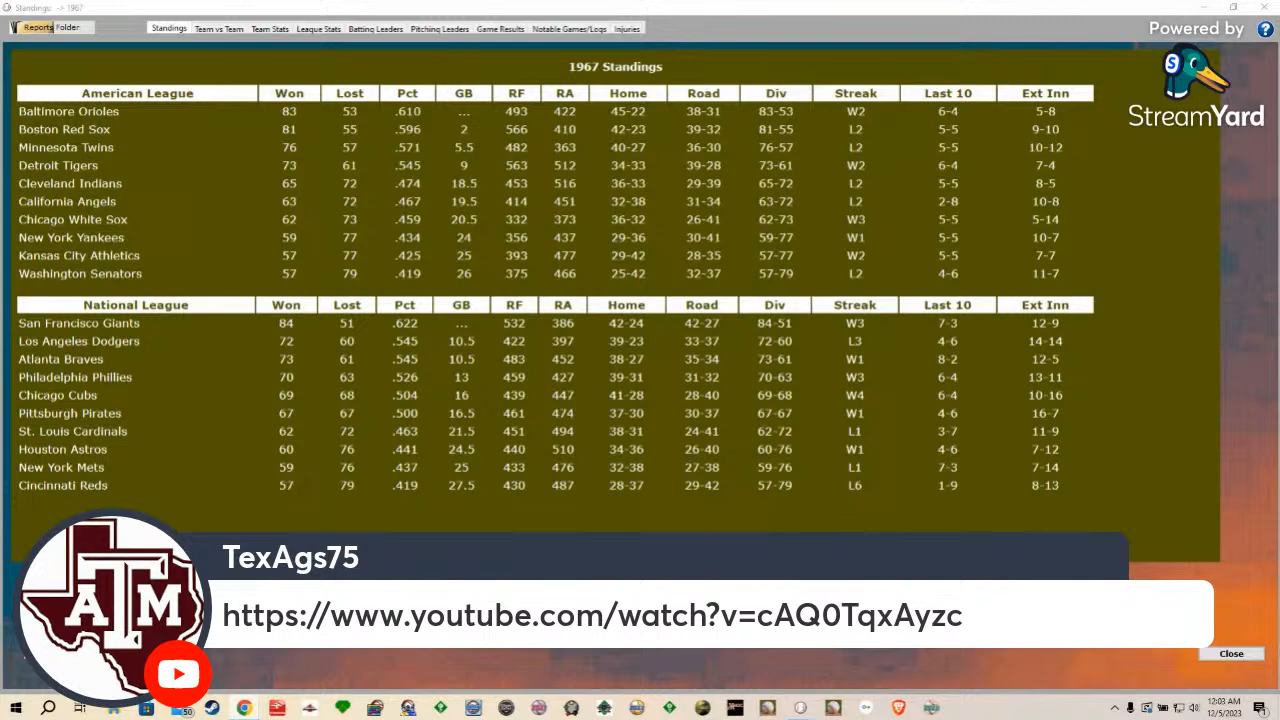 Standings: -> 1967
Reports Folder Standings Team vs Team Team Stats League Stats Batting Leaders Pitching Leaders Game Results Notable Games/Logs Injuries
Powered by
StreamYard
1967 Standings
American League Won Lost Pct GB RF RA Home Road Div Streak Last 10 Ext Inn
Baltimore Orioles 83 53 .610 ... 493 422 45-22 38-31 83-53 W2 6-4 5-8
Boston Red Sox 81 55 .596 2 566 410 42-23 39-32 81-55 L2 5-5 9-10
Minnesota Twins 76 57 .571 5.5 482 363 40-27 36-30 76-57 L2 5-5 10-12
Detroit Tigers 73 61 .545 9 563 512 34-33 39-28 73-61 W2 6-4 7-4
Cleveland Indians 65 72 .474 18.5 453 516 36-33 29-39 65-72 L2 5-5 8-5
California Angels 63 72 .467 19.5 414 451 32-38 31-34 63-72 L2 2-8 10-8
Chicago White Sox 62 73 .459 20.5 332 373 36-32 26-41 62-73 W3 5-5 5-14
New York Yankees 59 77 .434 24 356 437 29-36 30-41 59-77 W1 5-5 10-7
Kansas City Athletics 57 77 .425 25 393 477 29-42 28-35 57-77 W2 5-5 7-7
Washington Senators 57 79 .419 26 375 466 25-42 32-37 57-79 L2 4-6 11-7
National League Won Lost Pct GB RF RA Home Road Div Streak Last 10 Ext Inn
San Francisco Giants 84 51 .622 ... 532 386 42-24 42-27 84-51 W3 7-3 12-9
Los Angeles Dodgers 72 60 .545 10.5 422 397 39-23 33-37 72-60 L3 4-6 14-14
Atlanta Braves 73 61 .545 10.5 483 452 38-27 35-34 73-61 W1 8-2 12-5
Philadelphia Phillies 70 63 .526 13 459 427 39-31 31-32 70-63 W3 6-4 13-11
Chicago Cubs 69 68 .504 16 439 447 41-28 28-40 69-68 W4 6-4 10-16
Pittsburgh Pirates 67 67 .500 16.5 461 474 37-30 30-37 67-67 W1 4-6 16-7
St. Louis Cardinals 62 72 .463 21.5 451 494 38-31 24-41 62-72 L1 3-7 11-9
Houston Astros 60 76 .441 24.5 440 510 34-36 26-40 60-76 W1 4-6 7-12
New York Mets 59 76 .437 25 433 476 32-38 27-38 59-76 L1 7-3 7-14
Cincinnati Reds 57 79 .419 27.5 430 487 28-37 29-42 57-79 L6 1-9 8-13
TexAgs75
https://www.youtube.com/watch?v=cAQ0TqxAyzc
ATM
Close
50
12:03 AM
12/5/2023